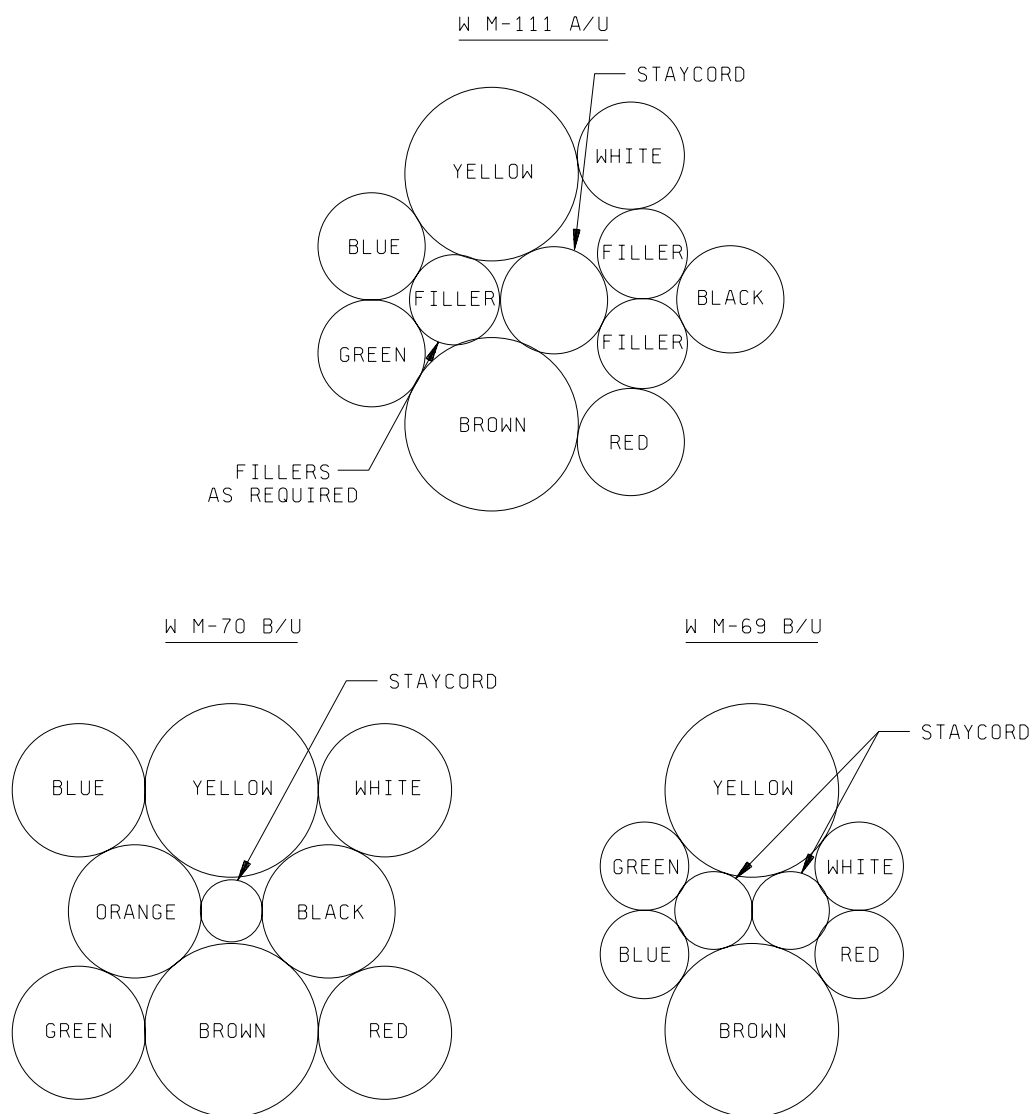 W M-111 A/U
STAYCORD
YELLOW
WHITE
BLUE
FILLER
FILLER
BLACK
GREEN
FILLER
BROWN
RED
FILLERS
AS REQUIRED
W M-70 B/U
STAYCORD
BLUE
YELLOW
WHITE
ORANGE
BLACK
GREEN
BROWN
RED
W M-69 B/U
STAYCORD
YELLOW
GREEN
WHITE
BLUE
RED
BROWN